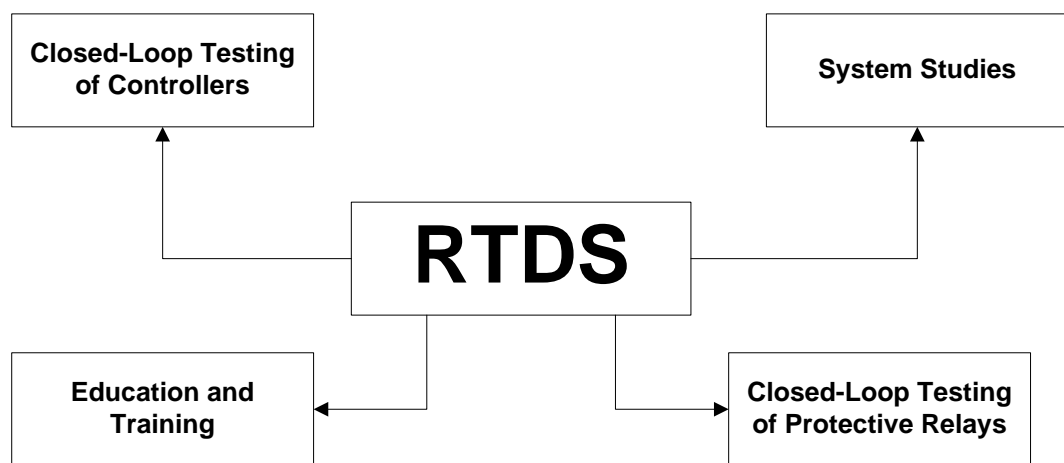 Closed-Loop Testing
of Controllers
System Studies
RTDS
Education and
Training
Closed-Loop Testing
of Protective Relays